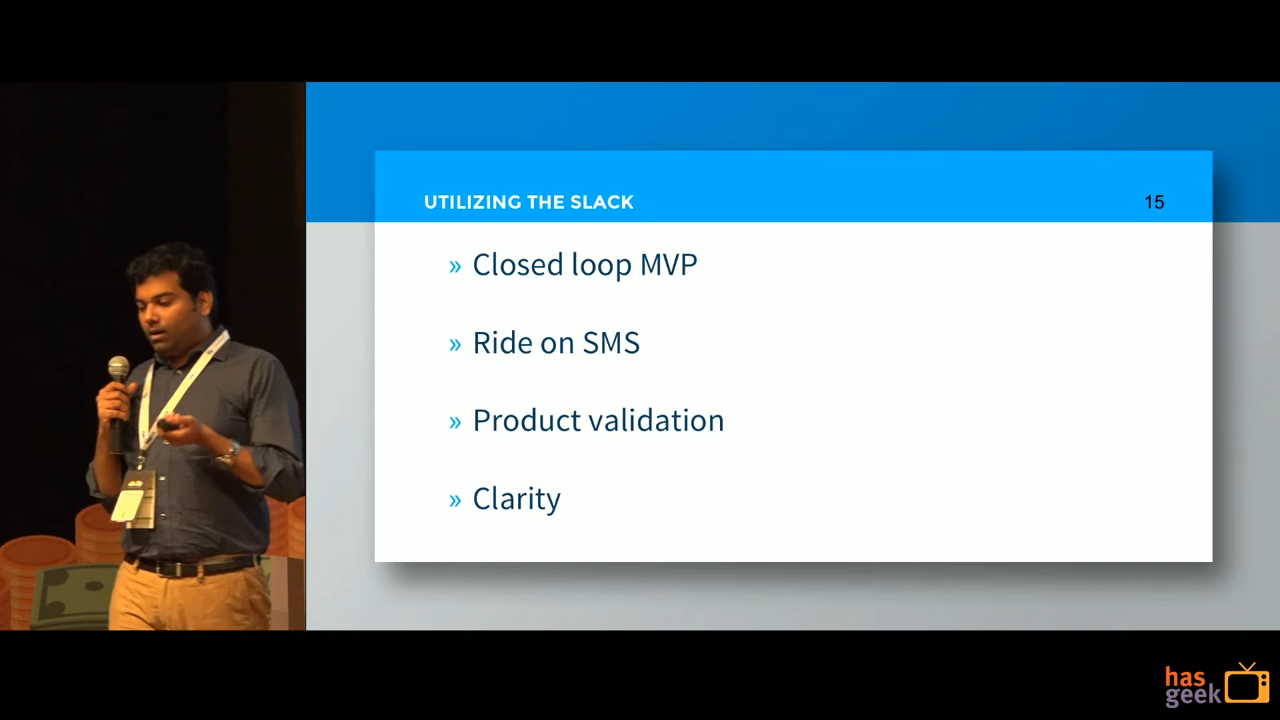 UTILIZING THE SLACK
15
» Closed loop MVP
» Ride on SMS
» Product validation
» Clarity
has
geek